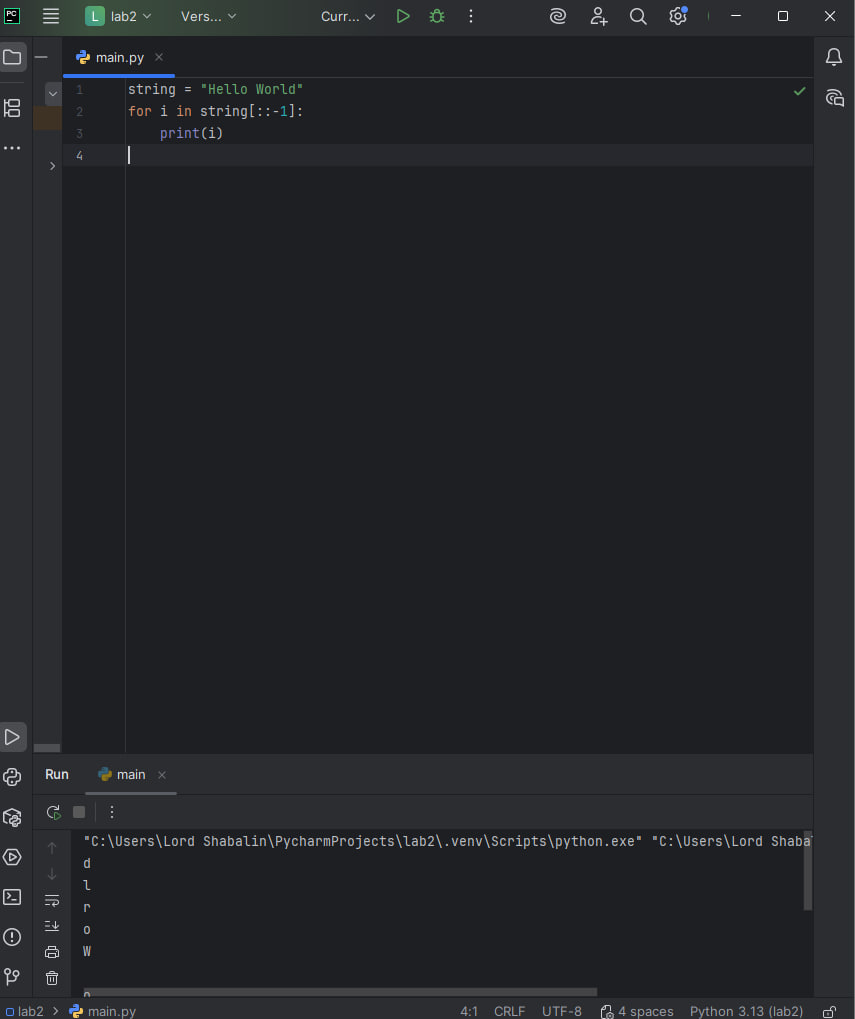 PC L lab2 Vers... Curr...
main.py
1 string = "Hello World"
2 for i in string[::-1]:
3     print(i)
4
Run main
"C:\Users\Lord Shabalin\PycharmProjects\lab2\.venv\Scripts\python.exe" "C:\Users\Lord Shaba
d
l
r
o
W
o
lab2 > main.py 4:1 CRLF UTF-8 4 spaces Python 3.13 (lab2)